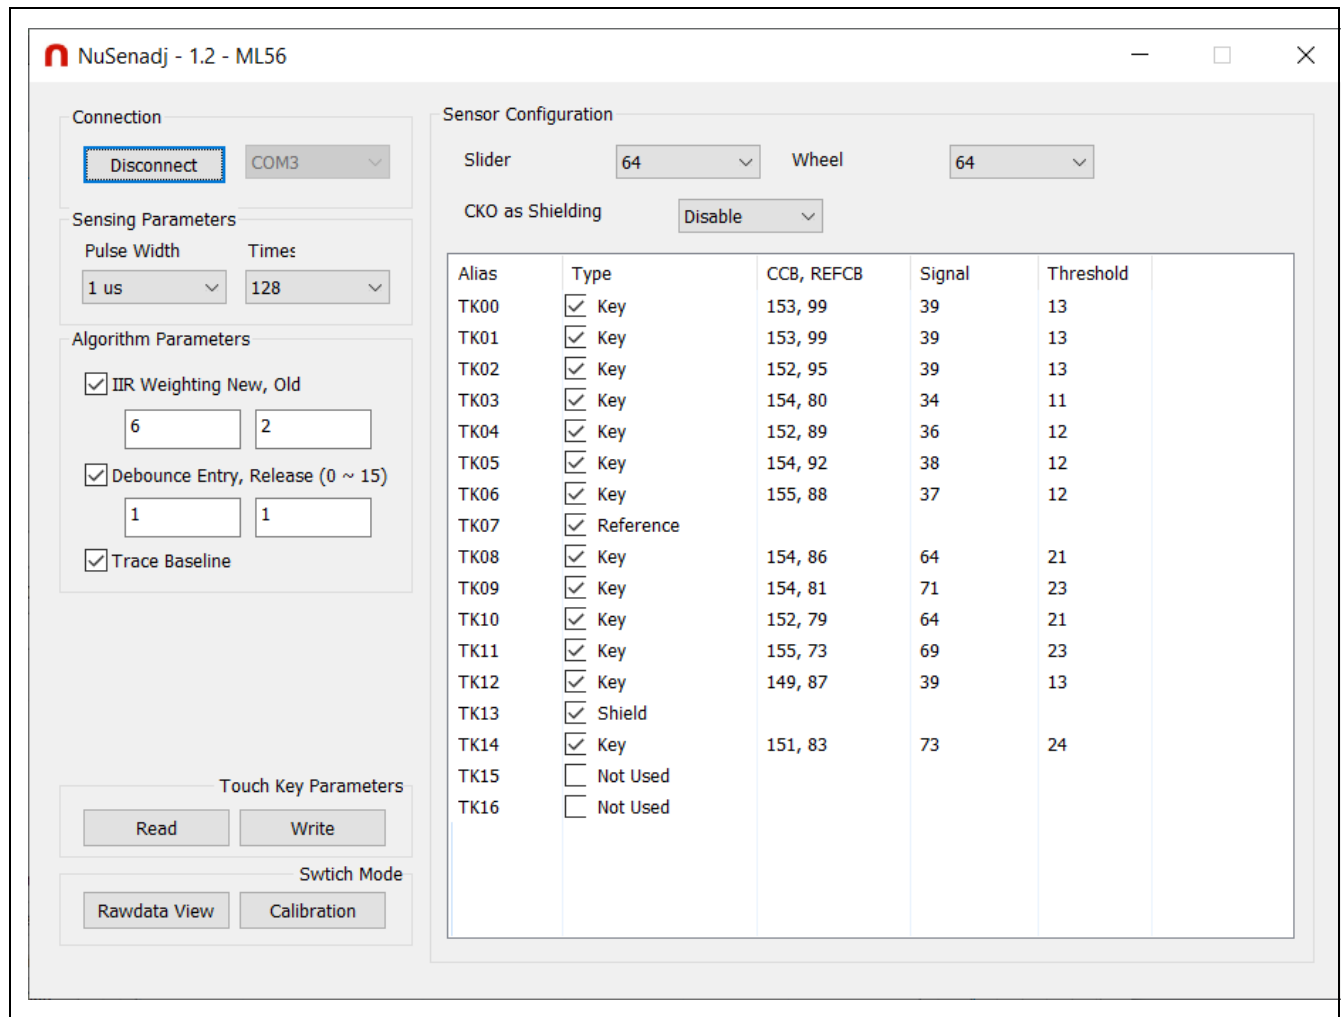 NuSenadj - 1.2 - ML56
Connection
Disconnect COM3
Sensing Parameters
Pulse Width Times
1 us 128
Algorithm Parameters
IIR Weighting New, Old
6 2
Debounce Entry, Release (0 ~ 15)
1 1
Trace Baseline
Touch Key Parameters
Read Write
Swtich Mode
Rawdata View Calibration
Sensor Configuration
Slider 64 Wheel 64
CKO as Shielding Disable
Alias Type CCB, REFCB Signal Threshold
TK00 Key 153, 99 39 13
TK01 Key 153, 99 39 13
TK02 Key 152, 95 39 13
TK03 Key 154, 80 34 11
TK04 Key 152, 89 36 12
TK05 Key 154, 92 38 12
TK06 Key 155, 88 37 12
TK07 Reference
TK08 Key 154, 86 64 21
TK09 Key 154, 81 71 23
TK10 Key 152, 79 64 21
TK11 Key 155, 73 69 23
TK12 Key 149, 87 39 13
TK13 Shield
TK14 Key 151, 83 73 24
TK15 Not Used
TK16 Not Used